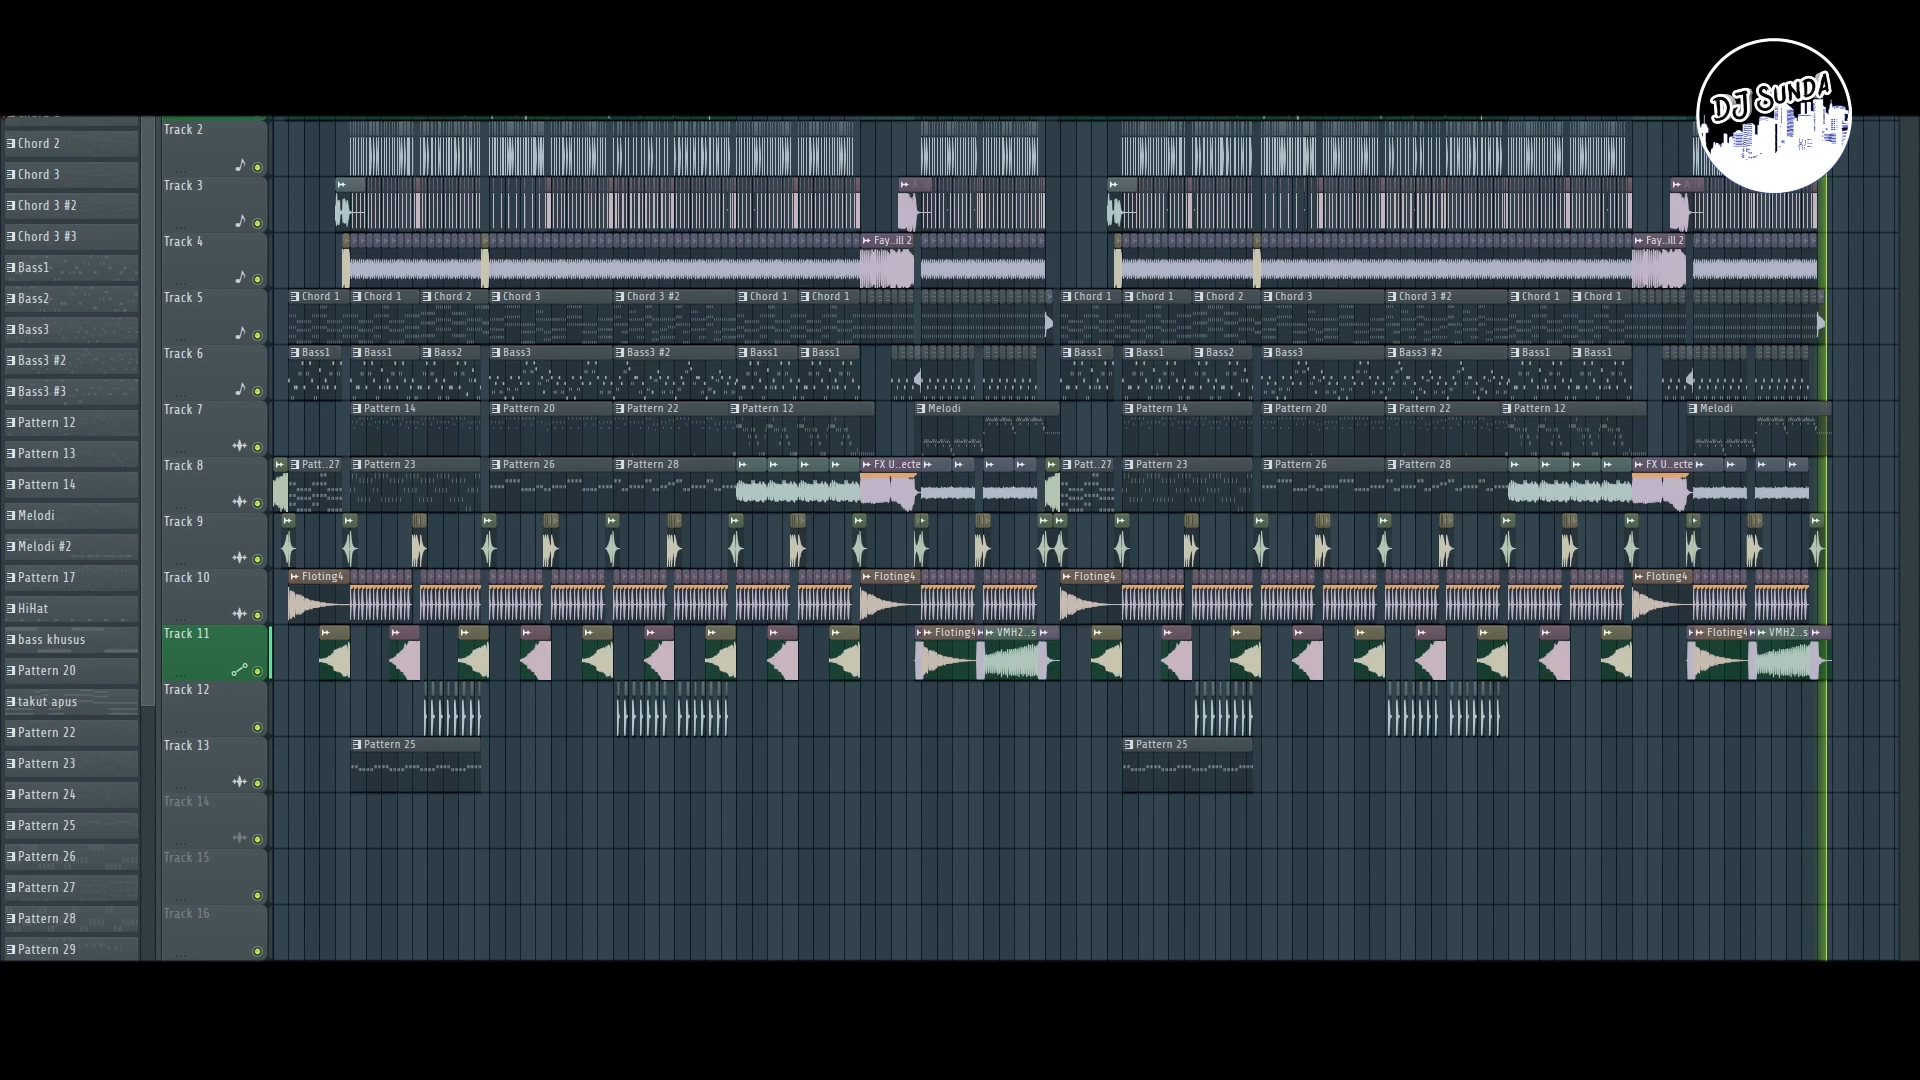 DJ SUNDA
Chord 2
Chord 3
Chord 3 #2
Chord 3 #3
Bass1
Bass2
Bass3
Bass3 #2
Bass3 #3
Pattern 12
Pattern 13
Pattern 14
Melodi
Melodi #2
Pattern 17
HiHat
bass khusus
Pattern 20
takut apus
Pattern 22
Pattern 23
Pattern 24
Pattern 25
Pattern 26
Pattern 27
Pattern 28
Pattern 29
Track 2
Track 3
Track 4
Fay..ill 2 Fay..ill 2
Track 5
Chord 1 Chord 1 Chord 2 Chord 3 Chord 3 #2 Chord 1 Chord 1 Chord 1 Chord 1 Chord 2 Chord 3 Chord 3 #2 Chord 1 Chord 1
Track 6
Bass1 Bass1 Bass2 Bass3 Bass3 #2 Bass1 Bass1 Bass1 Bass1 Bass2 Bass3 Bass3 #2 Bass1 Bass1
Track 7
Pattern 14 Pattern 20 Pattern 22 Pattern 12 Melodi Pattern 14 Pattern 20 Pattern 22 Pattern 12 Melodi
Track 8
Patt..27 Pattern 23 Pattern 26 Pattern 28 FX U..ecte Patt..27 Pattern 23 Pattern 26 Pattern 28 FX U..ecte
Track 9
Track 10
Floting4 Floting4 Floting4 Floting4
Track 11
Floting4 VMH2..s Floting4 VMH2..s
Track 12
Track 13
Pattern 25 Pattern 25
Track 14
Track 15
Track 16